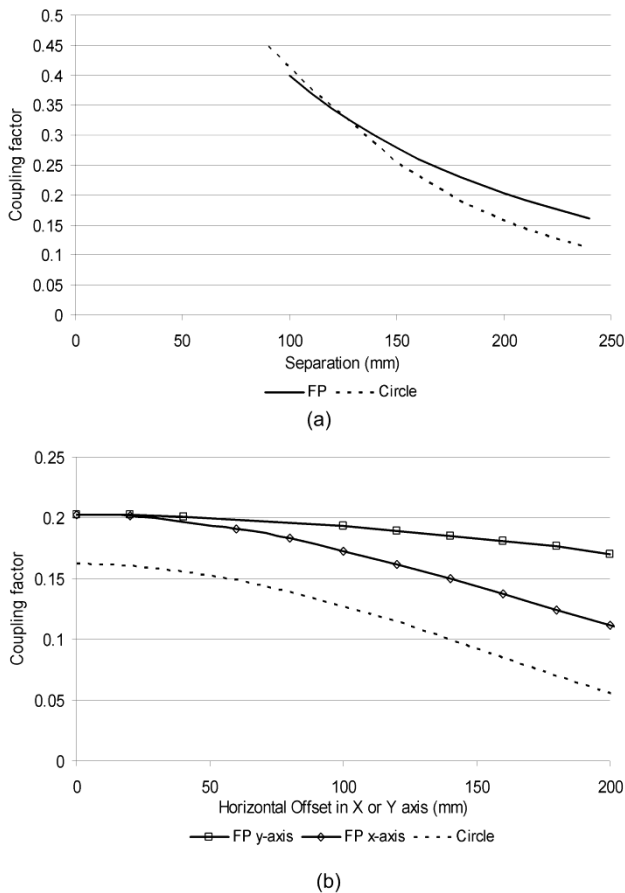 0.5
0.45
0.4
0.35
0.3
0.25
0.2
0.15
0.1
0.05
0
Coupling factor
0 50 100 150 200 250
Separation (mm)
FP Circle
(a)
0.25
0.2
0.15
0.1
0.05
0
Coupling factor
0 50 100 150 200
Horizontal Offset in X or Y axis (mm)
FP y-axis FP x-axis Circle
(b)